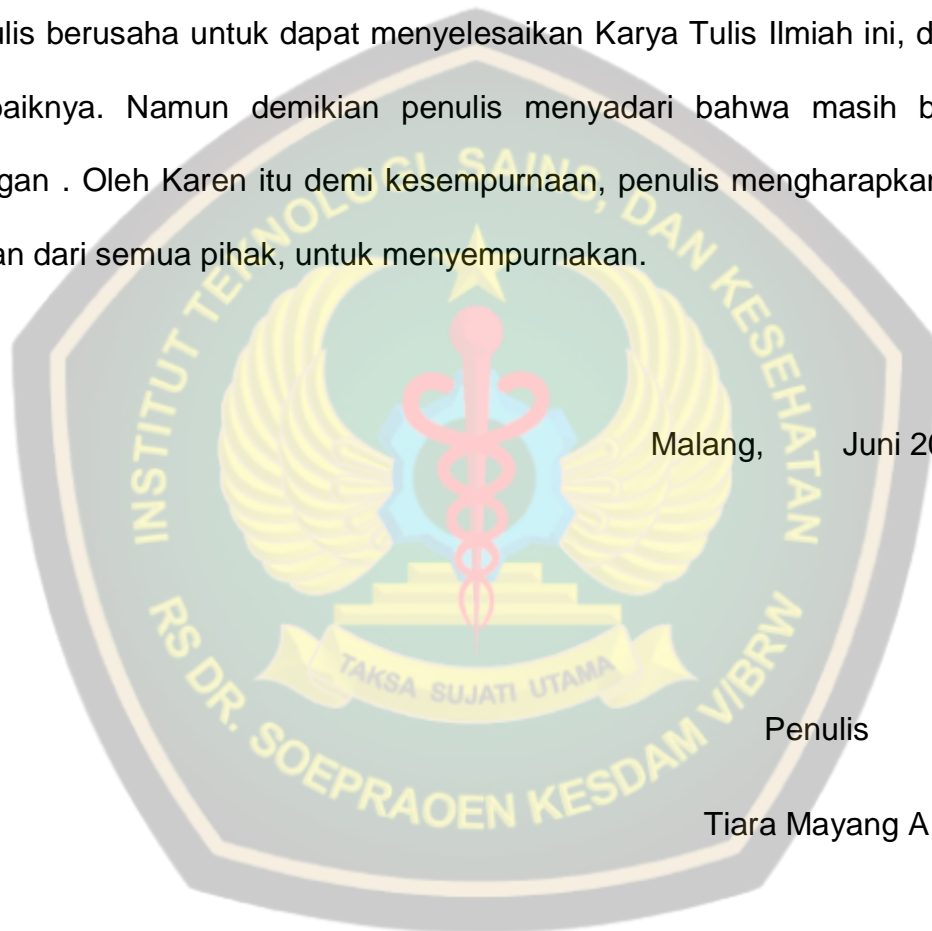 ulis berusaha untuk dapat menyelesaikan Karya Tulis Ilmiah ini, d
baiknya. Namun demikian penulis menyadari bahwa masih b
gan . Oleh Karen itu demi kesempurnaan, penulis mengharapkan
an dari semua pihak, untuk menyempurnakan.
INSTITUT TEKNOLOGI, SAINS, DAN KESEHATAN
Malang, Juni 20
TAKSA SUJATI UTAMA
RS DR. SOEPRAOEN KESDAM V/BRW
Penulis
Tiara Mayang A